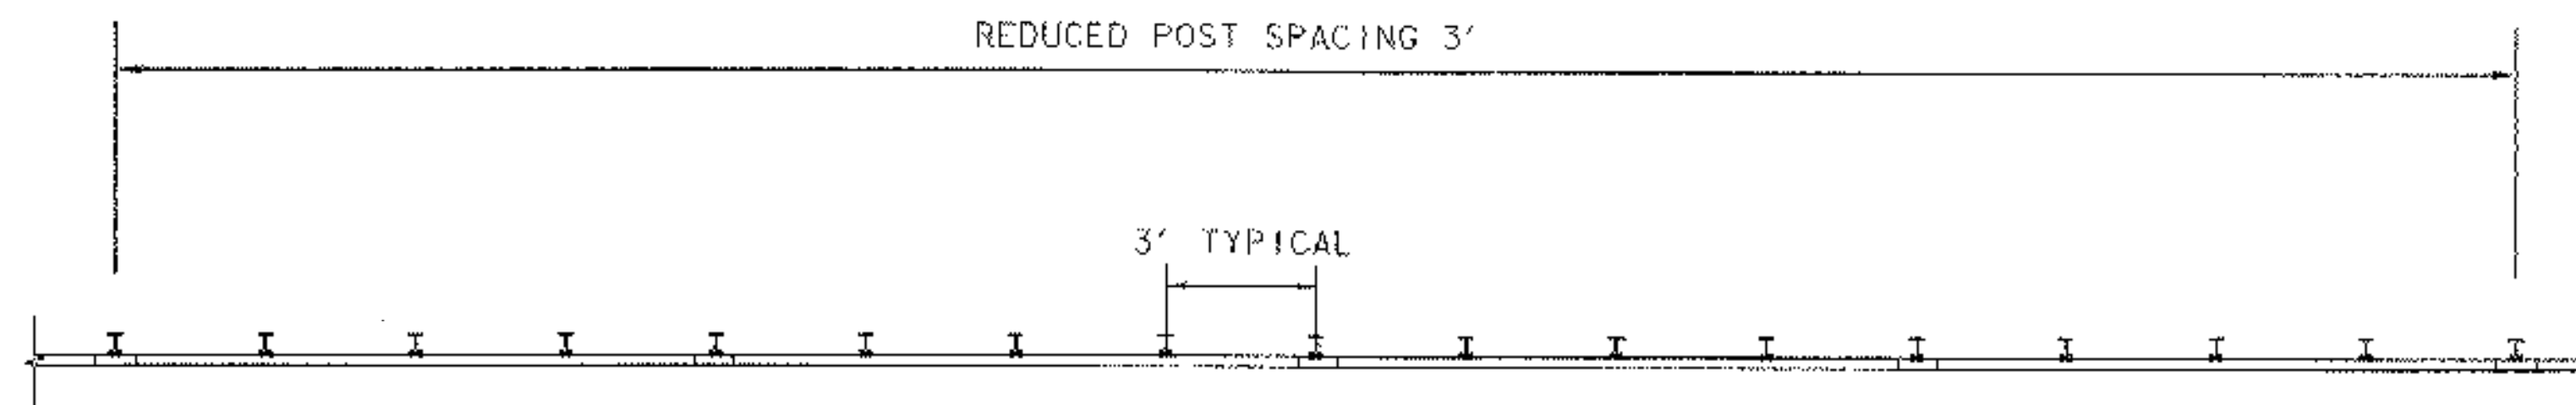 REDUCED POST SPACING 3'
3' TYPICAL